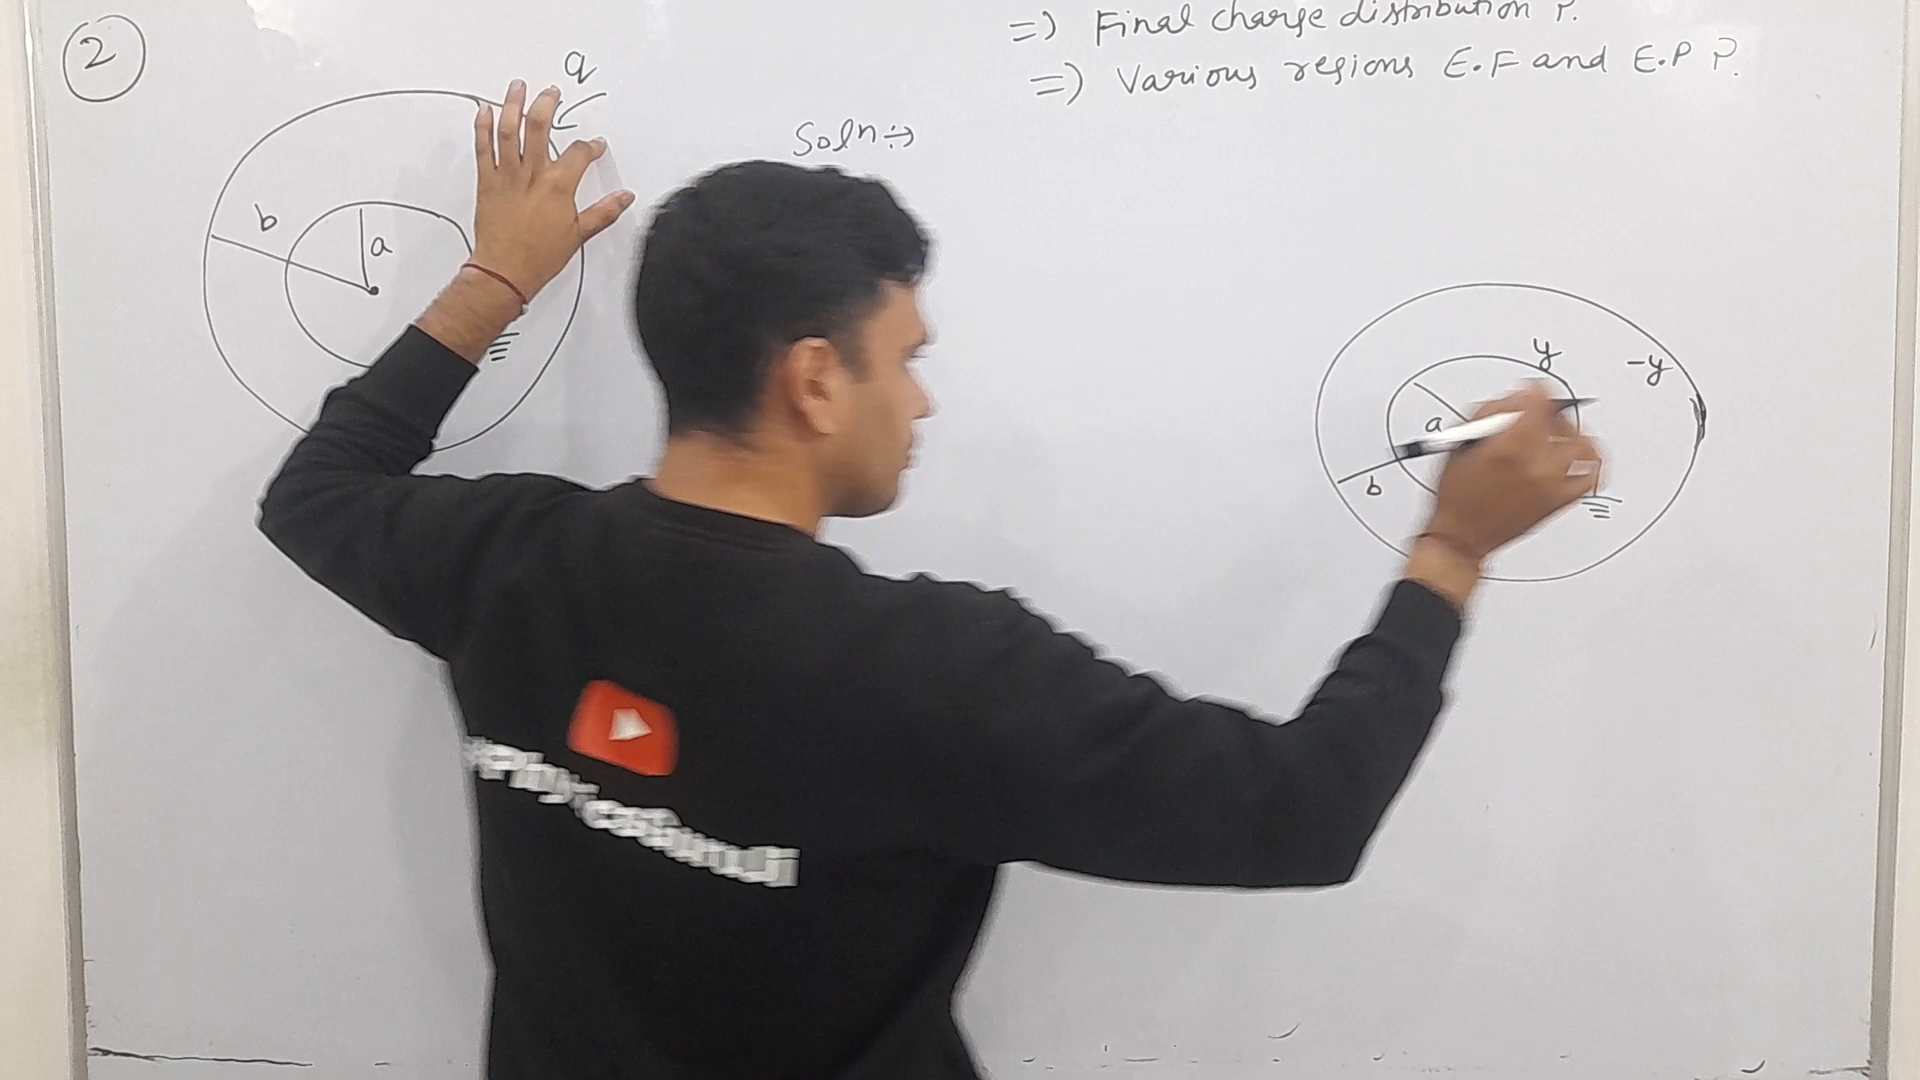 2
=) Final charge distribution ?.
=) Various regions E.F and E.P ?.
q
b
a
Soln÷→
y
-y
a
b